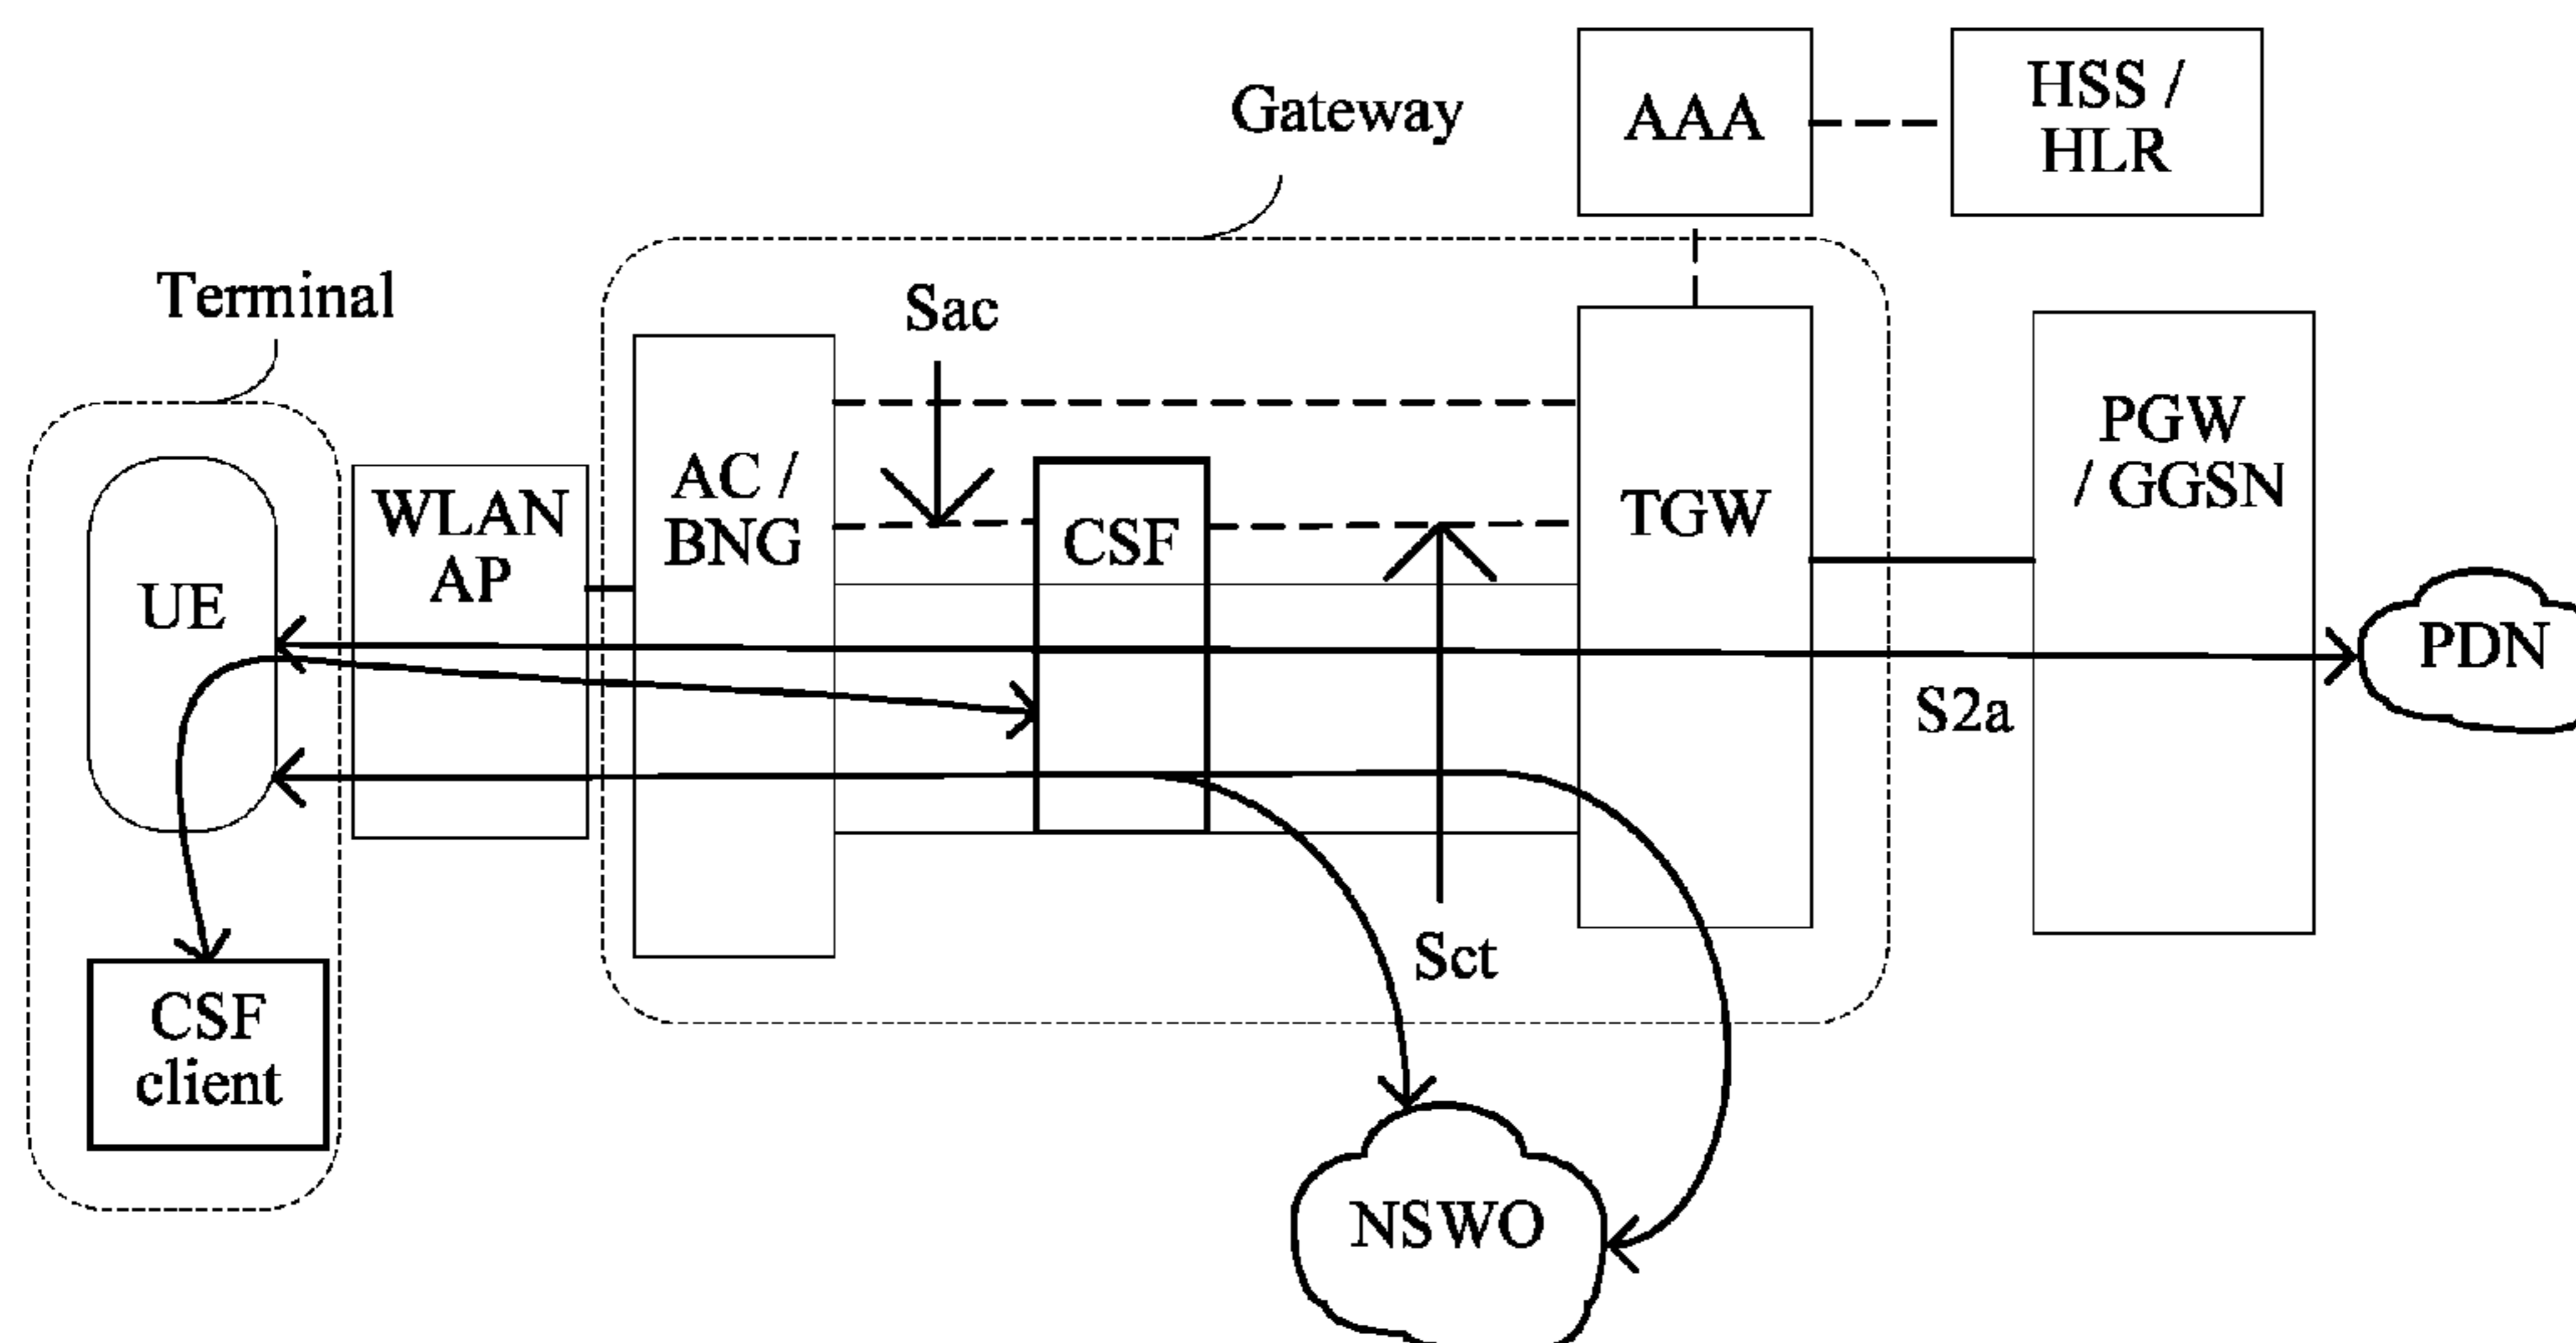 Gateway
AAA
HSS /
HLR
Terminal
Sac
UE
WLAN
AP
AC /
BNG
CSF
TGW
PGW
/ GGSN
PDN
S2a
Sct
CSF
client
NSWO